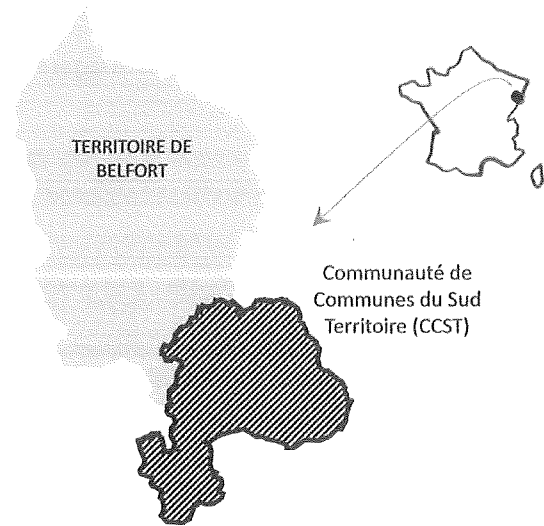 TERRITOIRE DE
BELFORT
Communauté de
Communes du Sud
Territoire (CCST)